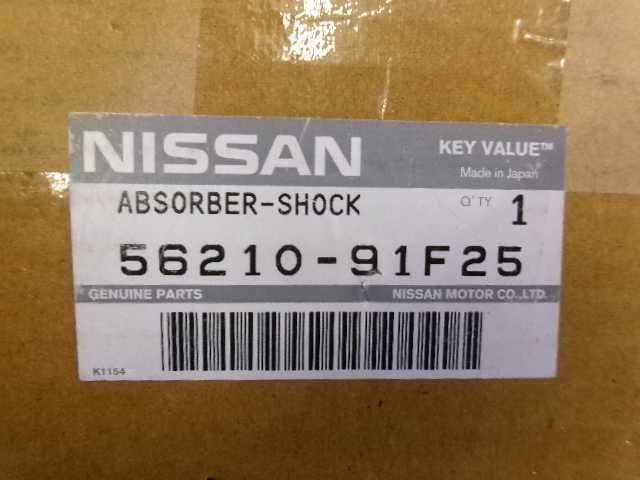 NISSAN KEY VALUE™
Made in Japan
ABSORBER-SHOCK Q'TY 1
56210-91F25
GENUINE PARTS NISSAN MOTOR CO.,LTD.
K1154